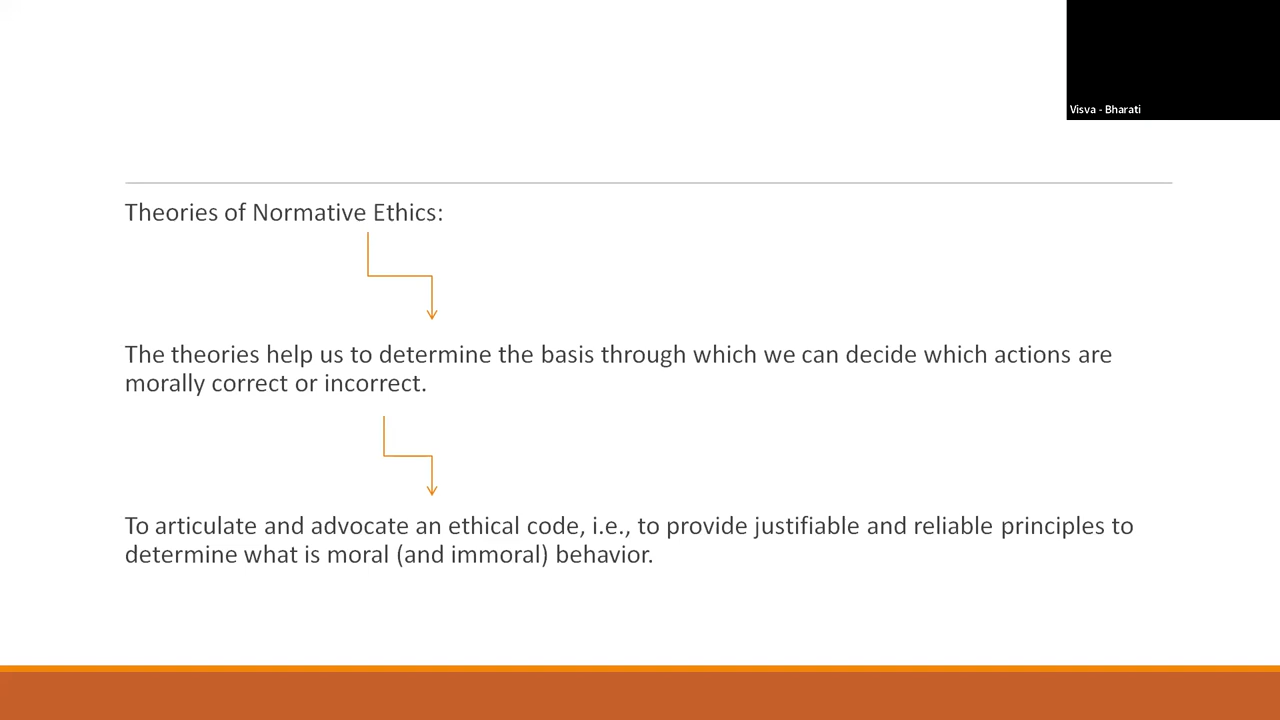 Visva - Bharati
Theories of Normative Ethics:
The theories help us to determine the basis through which we can decide which actions are
morally correct or incorrect.
To articulate and advocate an ethical code, i.e., to provide justifiable and reliable principles to
determine what is moral (and immoral) behavior.